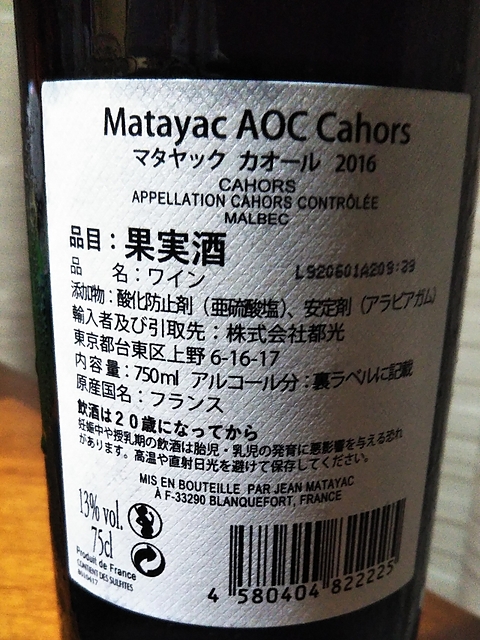 Matayac AOC Cahors
マタヤック カオール 2016
CAHORS
APPELLATION CAHORS CONTRÔLÉE
MALBEC
品目：果実酒
品 名：ワイン
L920601A209:29
添加物：酸化防止剤（亜硫酸塩）、安定剤（アラビアガム）
輸入者及び引取先：株式会社都光
東京都台東区上野 6-16-17
内容量：750ml アルコール分：裏ラベルに記載
原産国名：フランス
飲酒は２０歳になってから
妊娠中や授乳期の飲酒は胎児・乳児の発育に悪影響を与える恐れ
があります。高温や直射日光を避けて保存してください。
MIS EN BOUTEILLE PAR JEAN MATAYAC
À F-33290 BLANQUEFORT, FRANCE
13% vol.
75cl
Produit de France
CONTIENT DES SULFITES
4 580404 822225